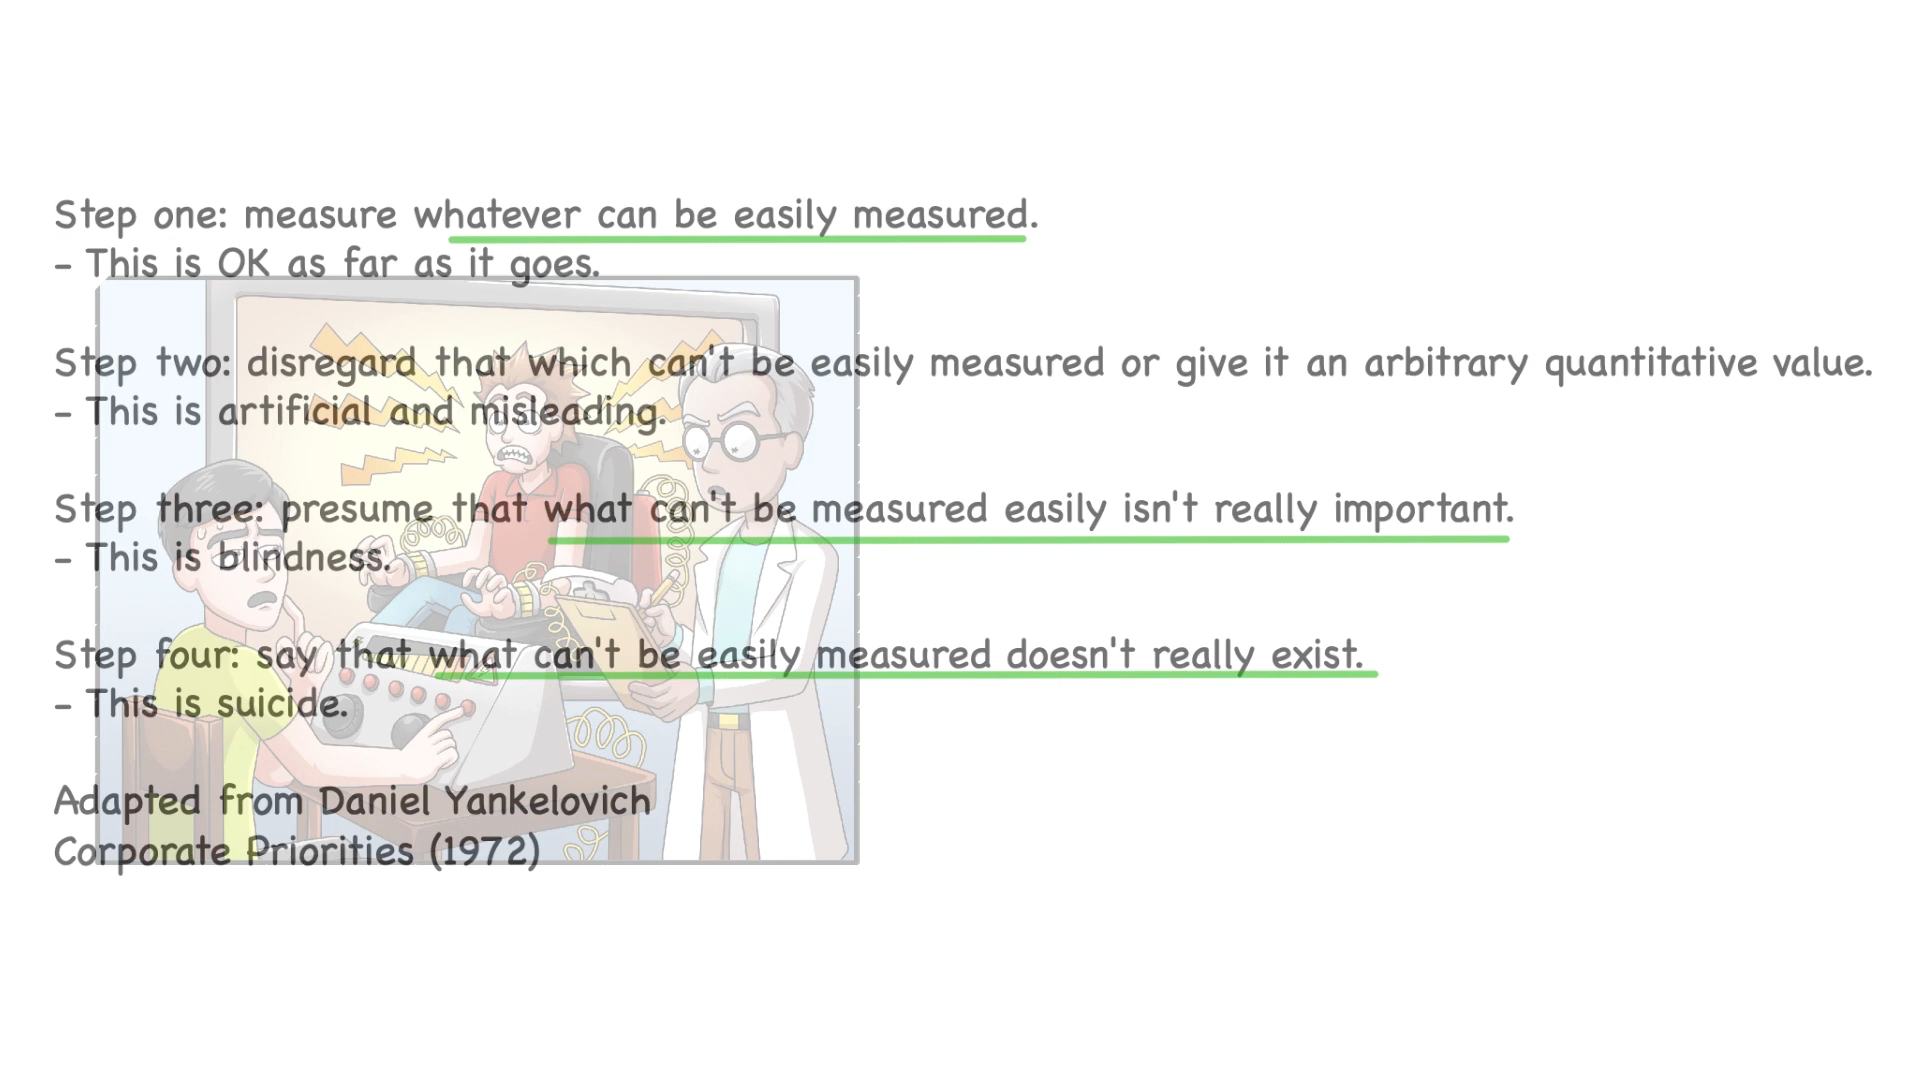 Step one: measure whatever can be easily measured.
– This is OK as far as it goes.
Step two: disregard that which can't be easily measured or give it an arbitrary quantitative value.
– This is artificial and misleading.
Step three: presume that what can't be measured easily isn't really important.
– This is blindness.
Step four: say that what can't be easily measured doesn't really exist.
– This is suicide.
Adapted from Daniel Yankelovich
Corporate Priorities (1972)